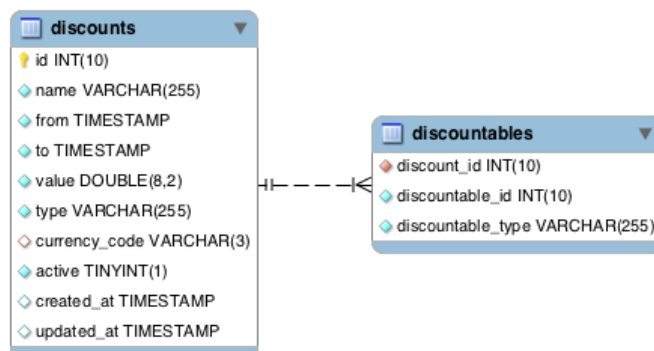 discounts
id INT(10)
name VARCHAR(255)
from TIMESTAMP
to TIMESTAMP
value DOUBLE(8,2)
type VARCHAR(255)
currency_code VARCHAR(3)
active TINYINT(1)
created_at TIMESTAMP
updated_at TIMESTAMP
discountables
discount_id INT(10)
discountable_id INT(10)
discountable_type VARCHAR(255)